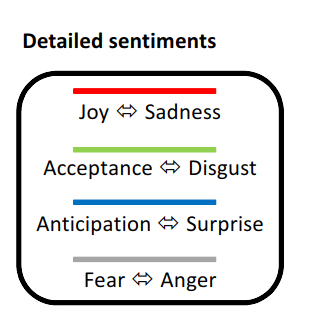 Detailed sentiments
Joy ⬄ Sadness
Acceptance ⬄ Disgust
Anticipation ⬄ Surprise
Fear ⬄ Anger